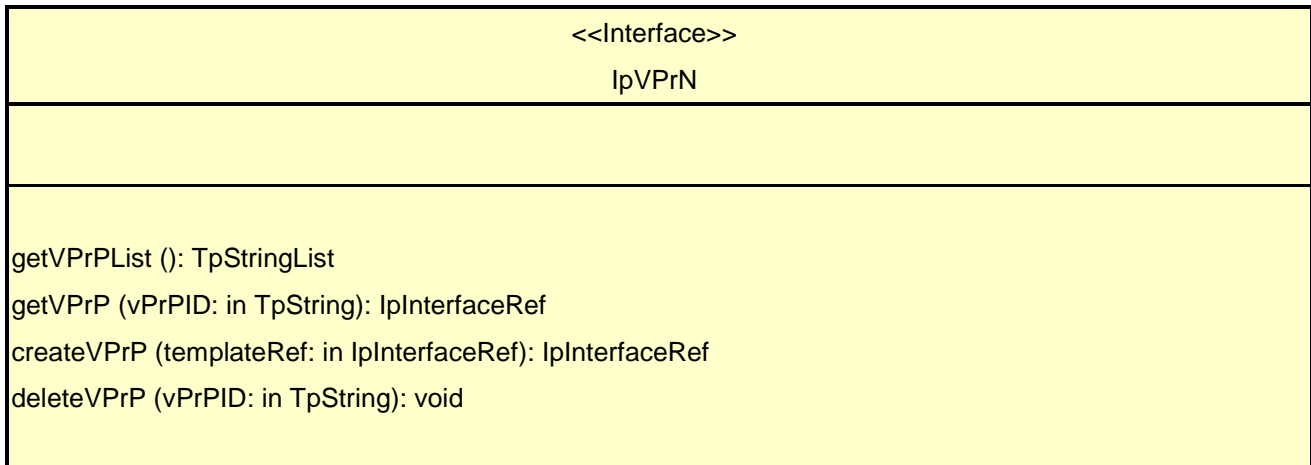 <<Interface>>
IpVPrN
getVPrPList (): TpStringList
getVPrP (vPrPID: in TpString): IpInterfaceRef
createVPrP (templateRef: in IpInterfaceRef): IpInterfaceRef
deleteVPrP (vPrPID: in TpString): void